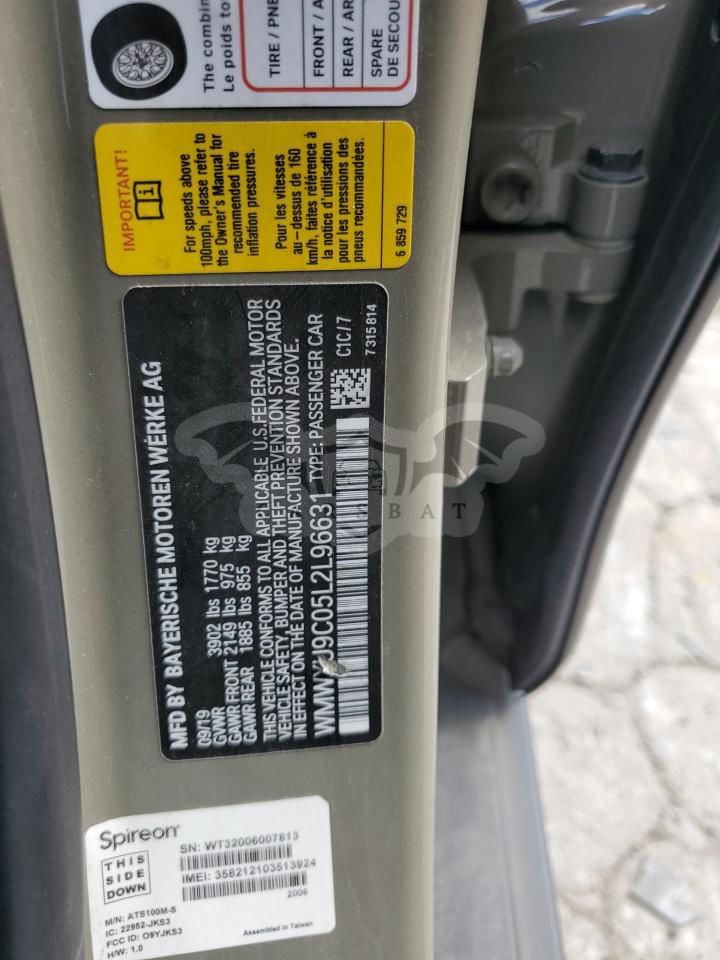 The combin
Le poids to
TIRE / PNE
FRONT / A
REAR / AR
SPARE
DE SECOU
IMPORTANT!
For speeds above
100mph, please refer to
the Owner's Manual for
recommended tire
inflation pressures.
Pour les vitesses
au-dessus de 160
km/h, faites référence à
la notice d'utilisation
pour les pressions des
pneus recommandées.
6 859 729
MFD BY BAYERISCHE MOTOREN WERKE AG
09/19
GVWR 3902 lbs 1770 kg
GAWR FRONT 2149 lbs 975 kg
GAWR REAR 1885 lbs 855 kg
THIS VEHICLE CONFORMS TO ALL APPLICABLE U.S.FEDERAL MOTOR
VEHICLE SAFETY, BUMPER AND THEFT PREVENTION STANDARDS
IN EFFECT ON THE DATE OF MANUFACTURE SHOWN ABOVE.
TYPE: PASSENGER CAR
C1C/7
7315814
BAT
Spireon
THIS
SIDE
DOWN
SN: WT32006007813
IMEI: 358212103513924
2006
M/N: ATS100M-S
IC: 22952-JKS3
FCC ID: O9YJKS3
H/W: 1.0
Assembled in Taiwan